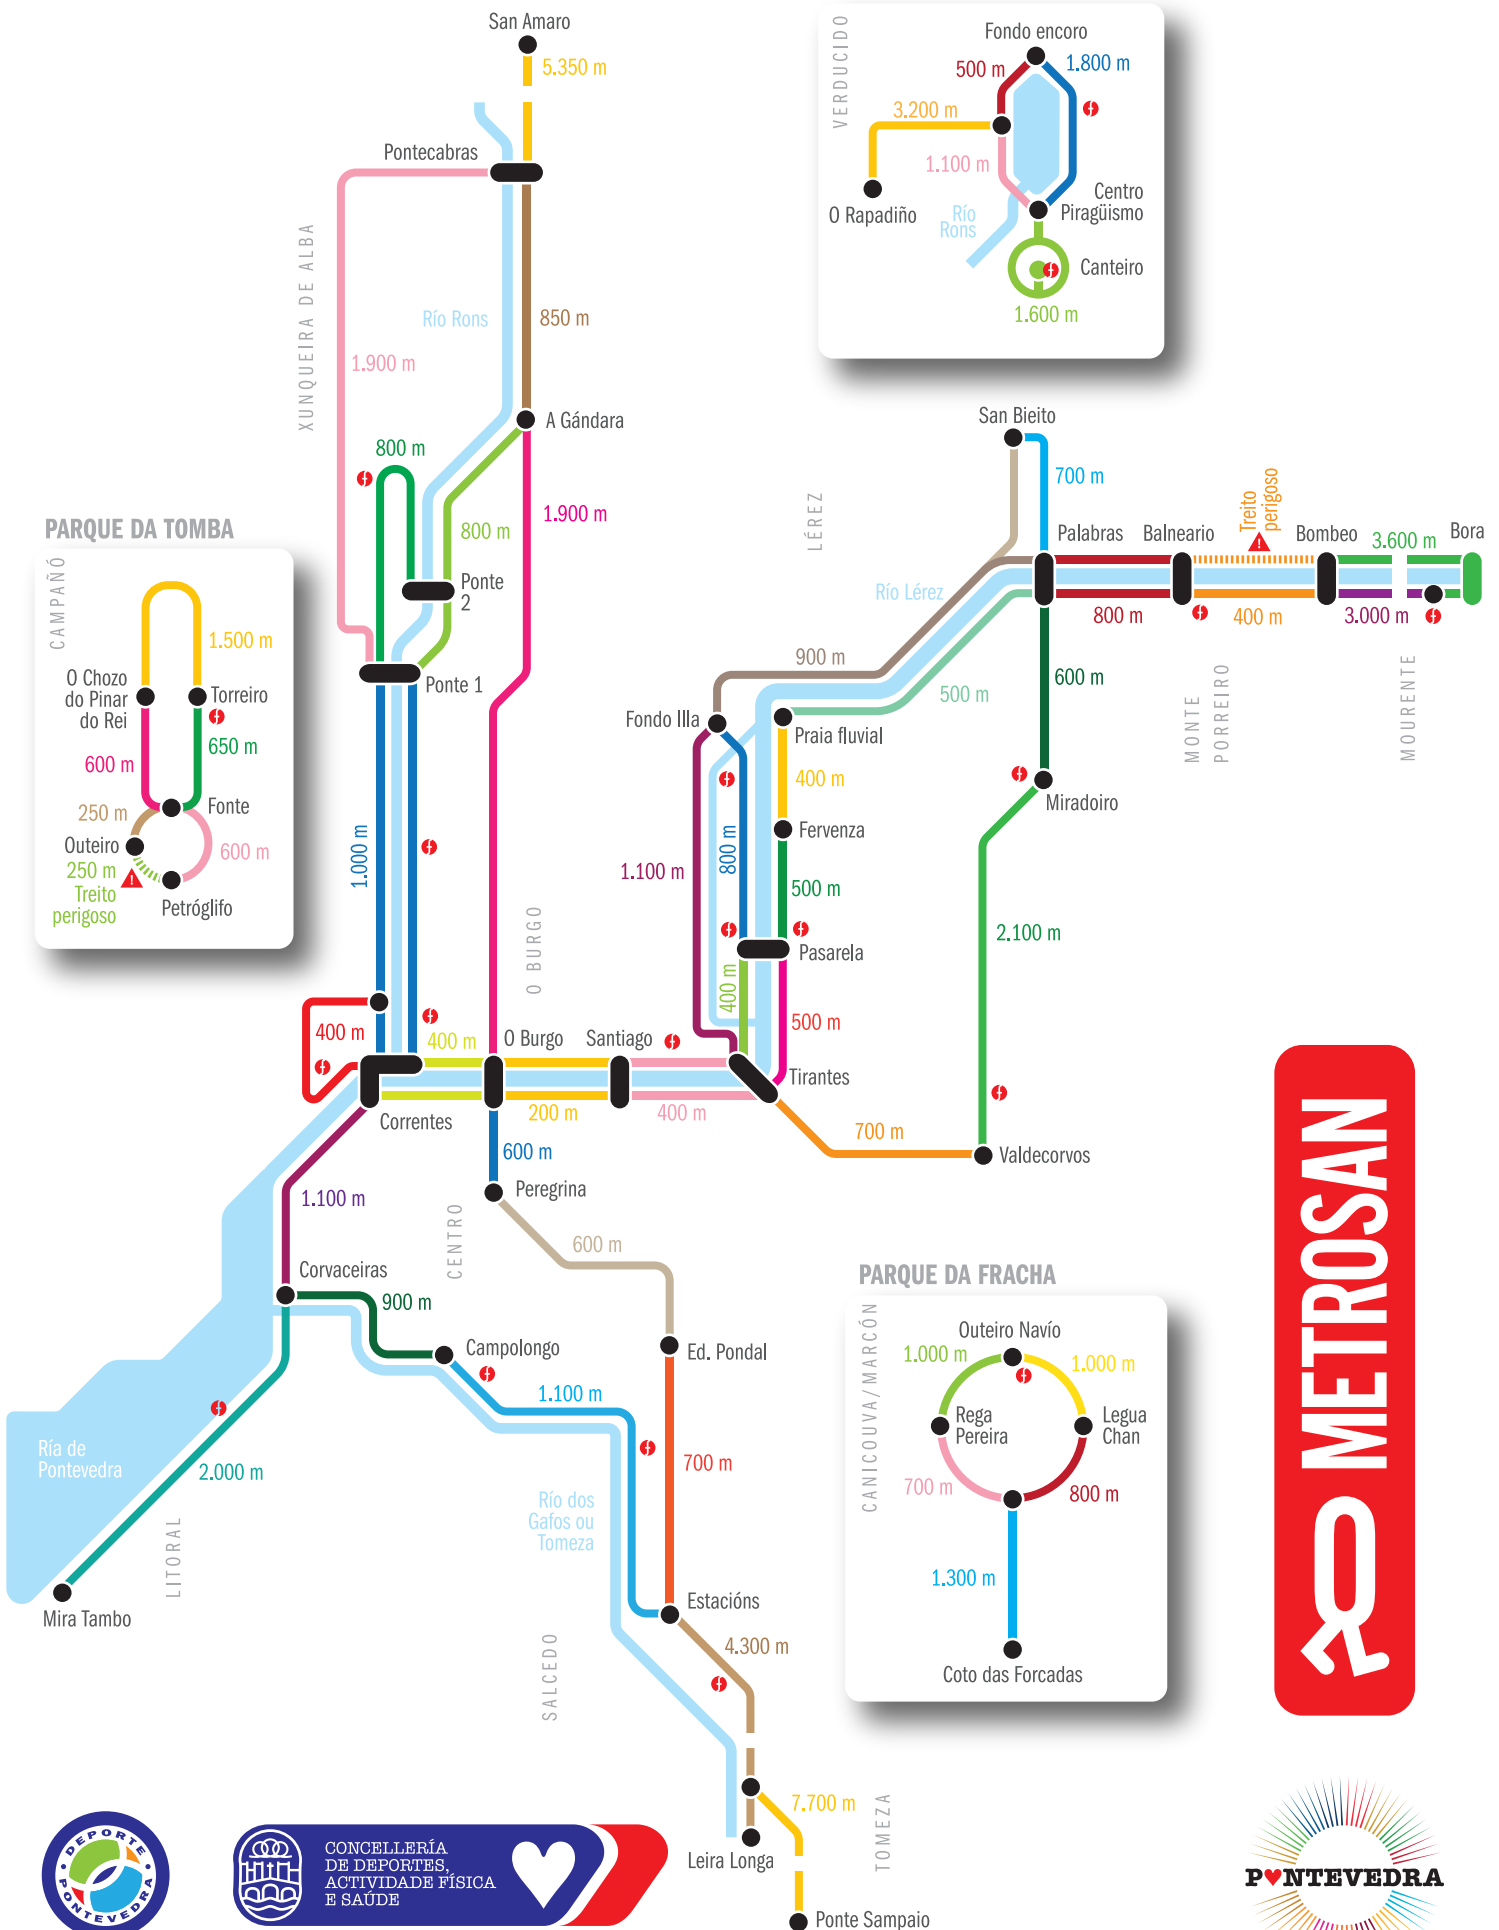 San Amaro
5.350 m
Pontecabras
XUNQUEIRA DE ALBA
Río Rons
850 m
1.900 m
A Gándara
800 m
1.900 m
800 m
Ponte
2
Ponte 1
1.000 m
O BURGO
400 m
400 m
O Burgo
Santiago
200 m
400 m
Correntes
Tirantes
VERDUCIDO
Fondo encoro
500 m
1.800 m
3.200 m
1.100 m
O Rapadiño
Río
Rons
Centro
Piragüismo
Canteiro
1.600 m
PARQUE DA TOMBA
CAMPAÑÓ
1.500 m
O Chozo
do Pinar
do Rei
Torreiro
650 m
600 m
250 m
Fonte
Outeiro
600 m
250 m
Treito
perigoso
Petróglifo
San Bieito
700 m
LÉREZ
Río Lérez
Palabras
Balneario
Treito
perigoso
Bombeo
3.600 m
Bora
800 m
400 m
3.000 m
900 m
500 m
600 m
MONTE
PORREIRO
MOURENTE
Fondo Illa
Praia fluvial
400 m
Miradoiro
Fervenza
1.100 m
800 m
500 m
2.100 m
Pasarela
400 m
500 m
700 m
Valdecorvos
600 m
Peregrina
1.100 m
CENTRO
600 m
Corvaceiras
900 m
Campolongo
Ed. Pondal
1.100 m
Ría de
Pontevedra
2.000 m
700 m
Río dos
Gafos ou
Tomeza
LITORAL
Mira Tambo
Estacións
4.300 m
SALCEDO
7.700 m
TOMEZA
Leira Longa
Ponte Sampaio
PARQUE DA FRACHA
CANICOUVA/MARCÓN
Outeiro Navío
1.000 m
1.000 m
Rega
Pereira
Legua
Chan
700 m
800 m
1.300 m
Coto das Forcadas
METROSAN
DEPORTE
PONTEVEDRA
CONCELLERÍA
DE DEPORTES,
ACTIVIDADE FÍSICA
E SAÚDE
P♥NTEVEDRA